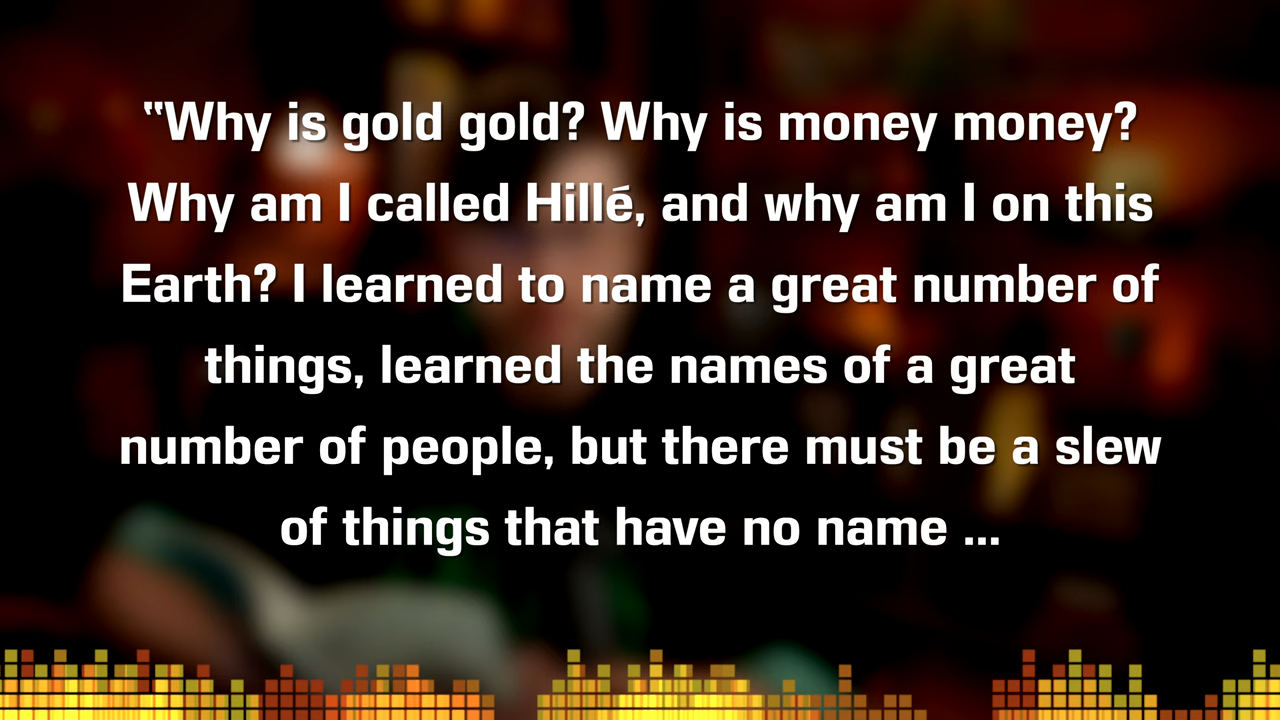 "Why is gold gold? Why is money money?
Why am I called Hillé, and why am I on this
Earth? I learned to name a great number of
things, learned the names of a great
number of people, but there must be a slew
of things that have no name ...